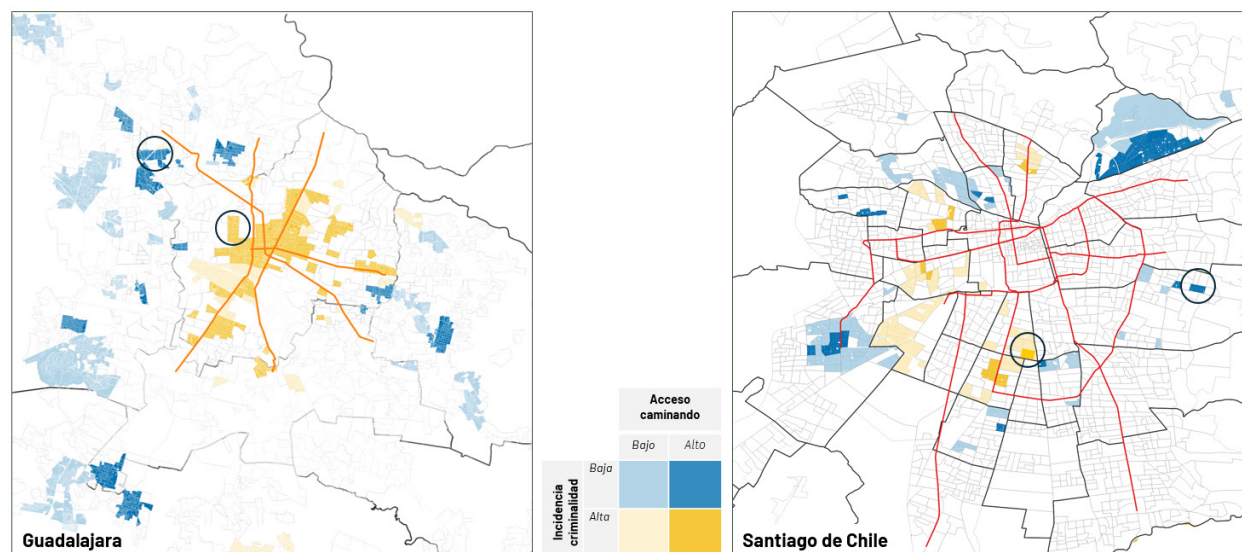 Guadalajara
Acceso
caminando
Bajo
Alto
Incidencia
criminalidad
Baja
Alta
Santiago de Chile